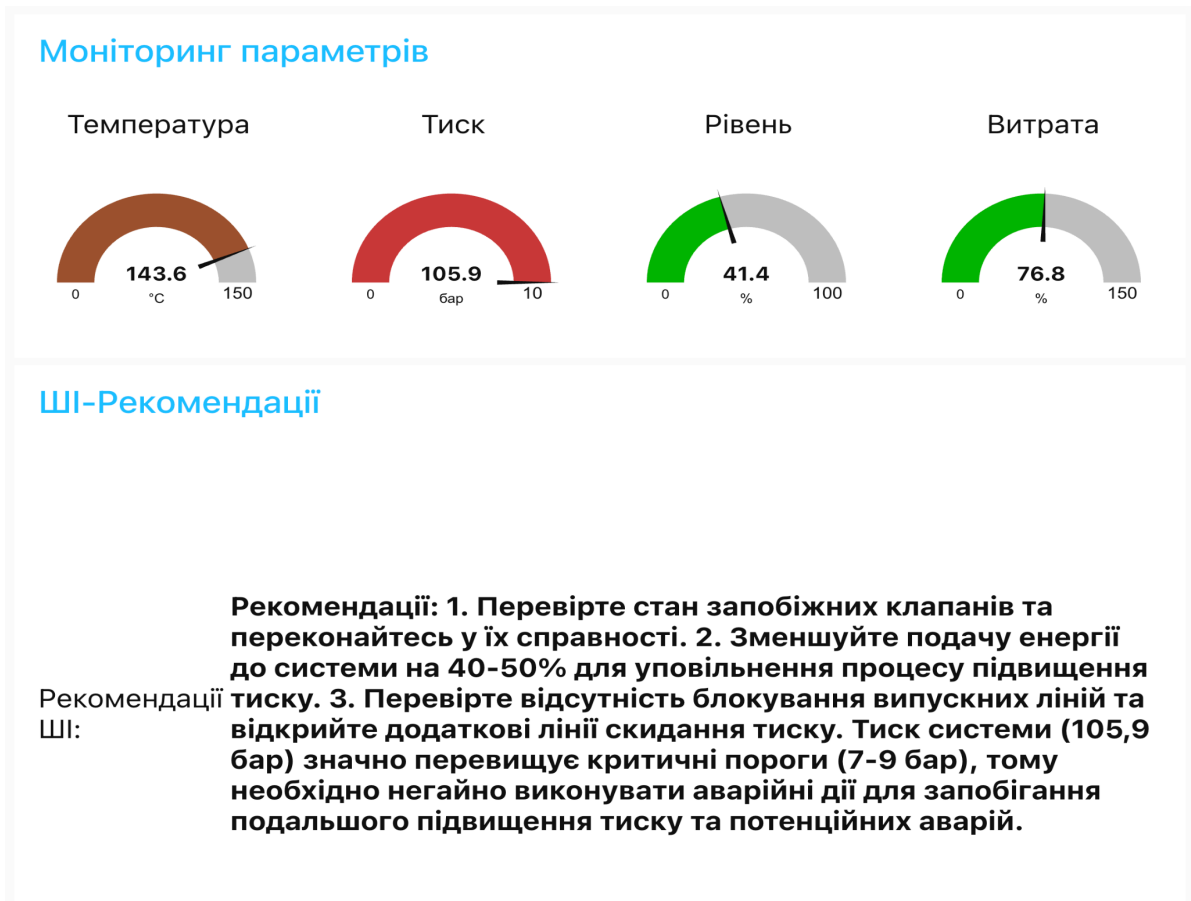 Моніторинг параметрів
Температура
Тиск
Рівень
Витрата
143.6
°C
0
150
105.9
бар
0
10
41.4
%
0
100
76.8
%
0
150
ШІ-Рекомендації
Рекомендації
ШІ:
Рекомендації: 1. Перевірте стан запобіжних клапанів та
переконайтесь у їх справності. 2. Зменшуйте подачу енергії
до системи на 40-50% для уповільнення процесу підвищення
тиску. 3. Перевірте відсутність блокування випускних ліній та
відкрийте додаткові лінії скидання тиску. Тиск системи (105,9
бар) значно перевищує критичні пороги (7-9 бар), тому
необхідно негайно виконувати аварійні дії для запобігання
подальшого підвищення тиску та потенційних аварій.